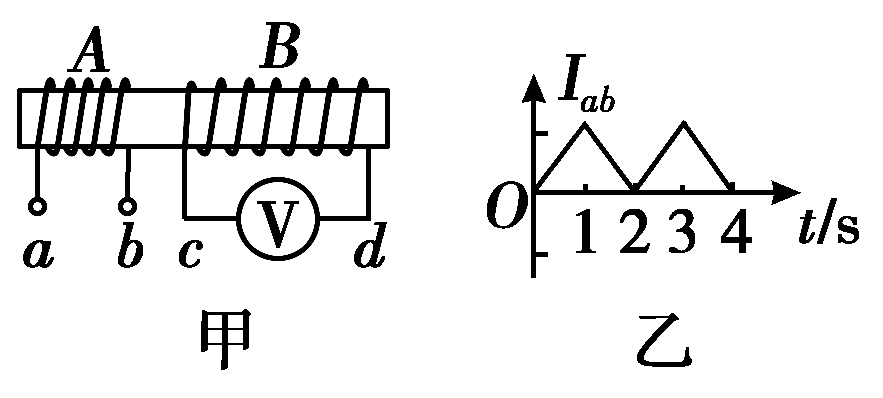 A B
V
a b c d
甲
I_ab
O 1 2 3 4 t/s
乙